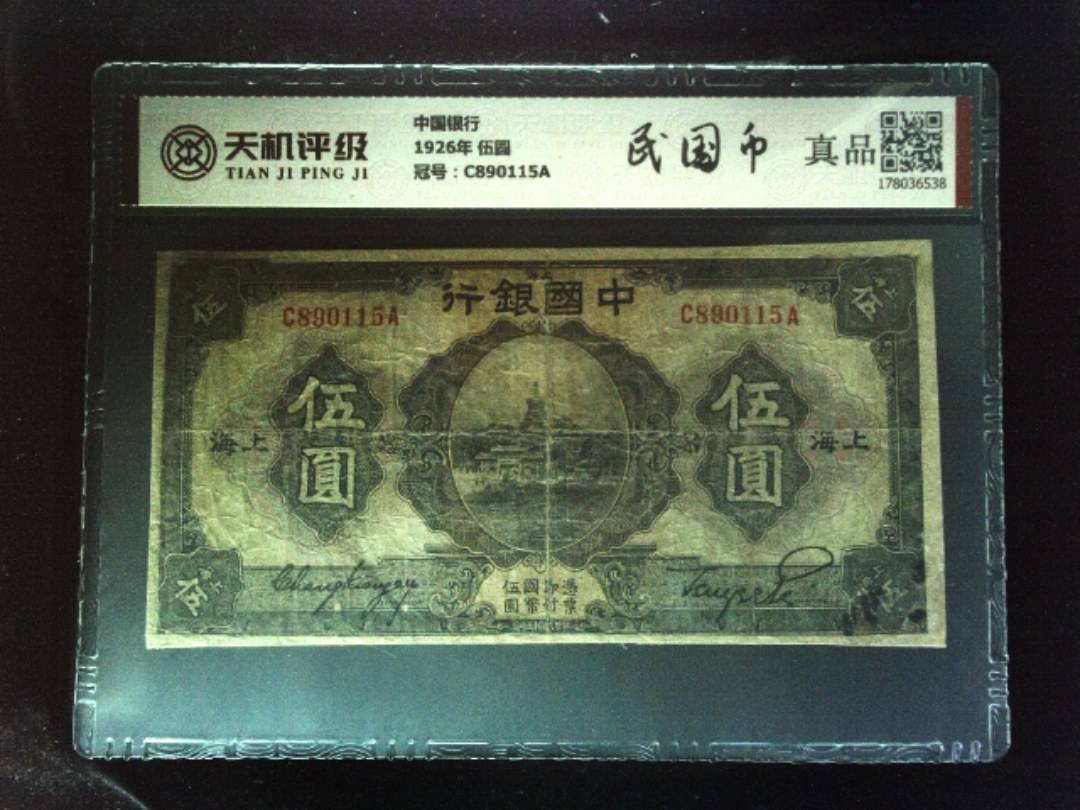 天机评级
TIAN JI PING JI
中国银行
1926年 伍圆
冠号：C890115A
民国币
真品
178036538
行銀國中
C890115A
C890115A
伍
伍
伍圓
伍圓
海上
海上
伍
伍